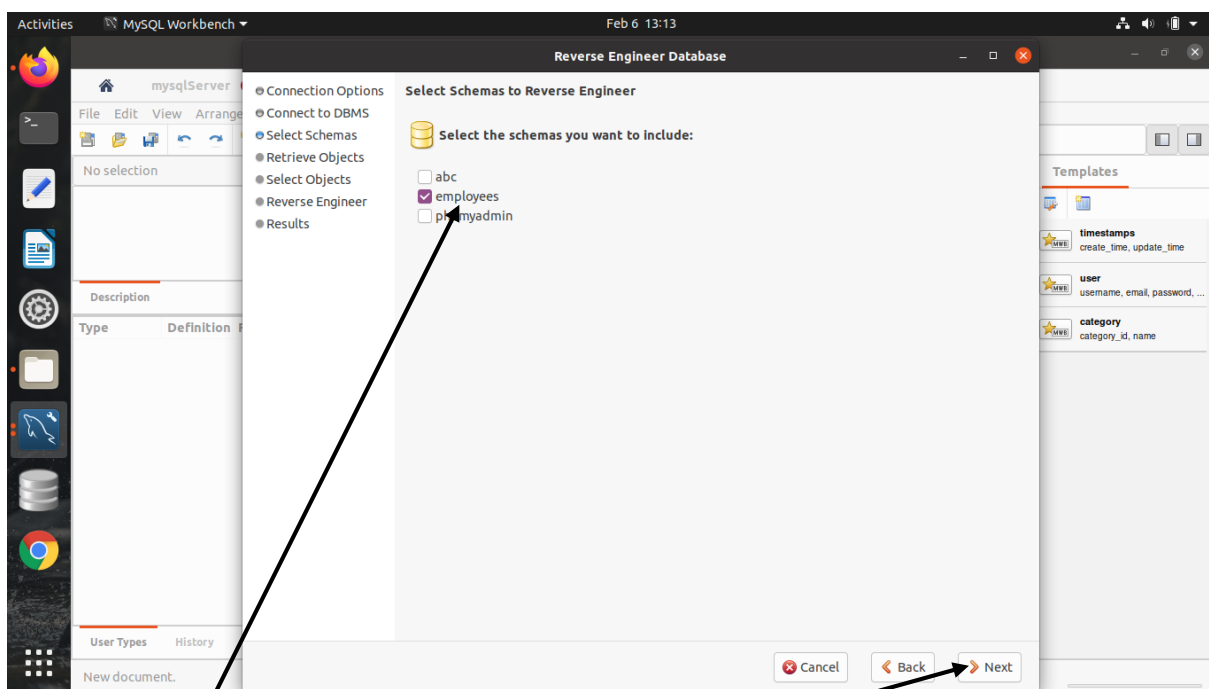 Activities MySQL Workbench Feb 6 13:13
Reverse Engineer Database
mysqlServer
File Edit View Arrange
No selection
Description
Type Definition
User Types History
New document.
Connection Options
Connect to DBMS
Select Schemas
Retrieve Objects
Select Objects
Reverse Engineer
Results
Select Schemas to Reverse Engineer
Select the schemas you want to include:
abc
employees
Cancel Back Next
Templates
timestamps
create_time, update_time
user
username, email, password, ...
category
category_id, name